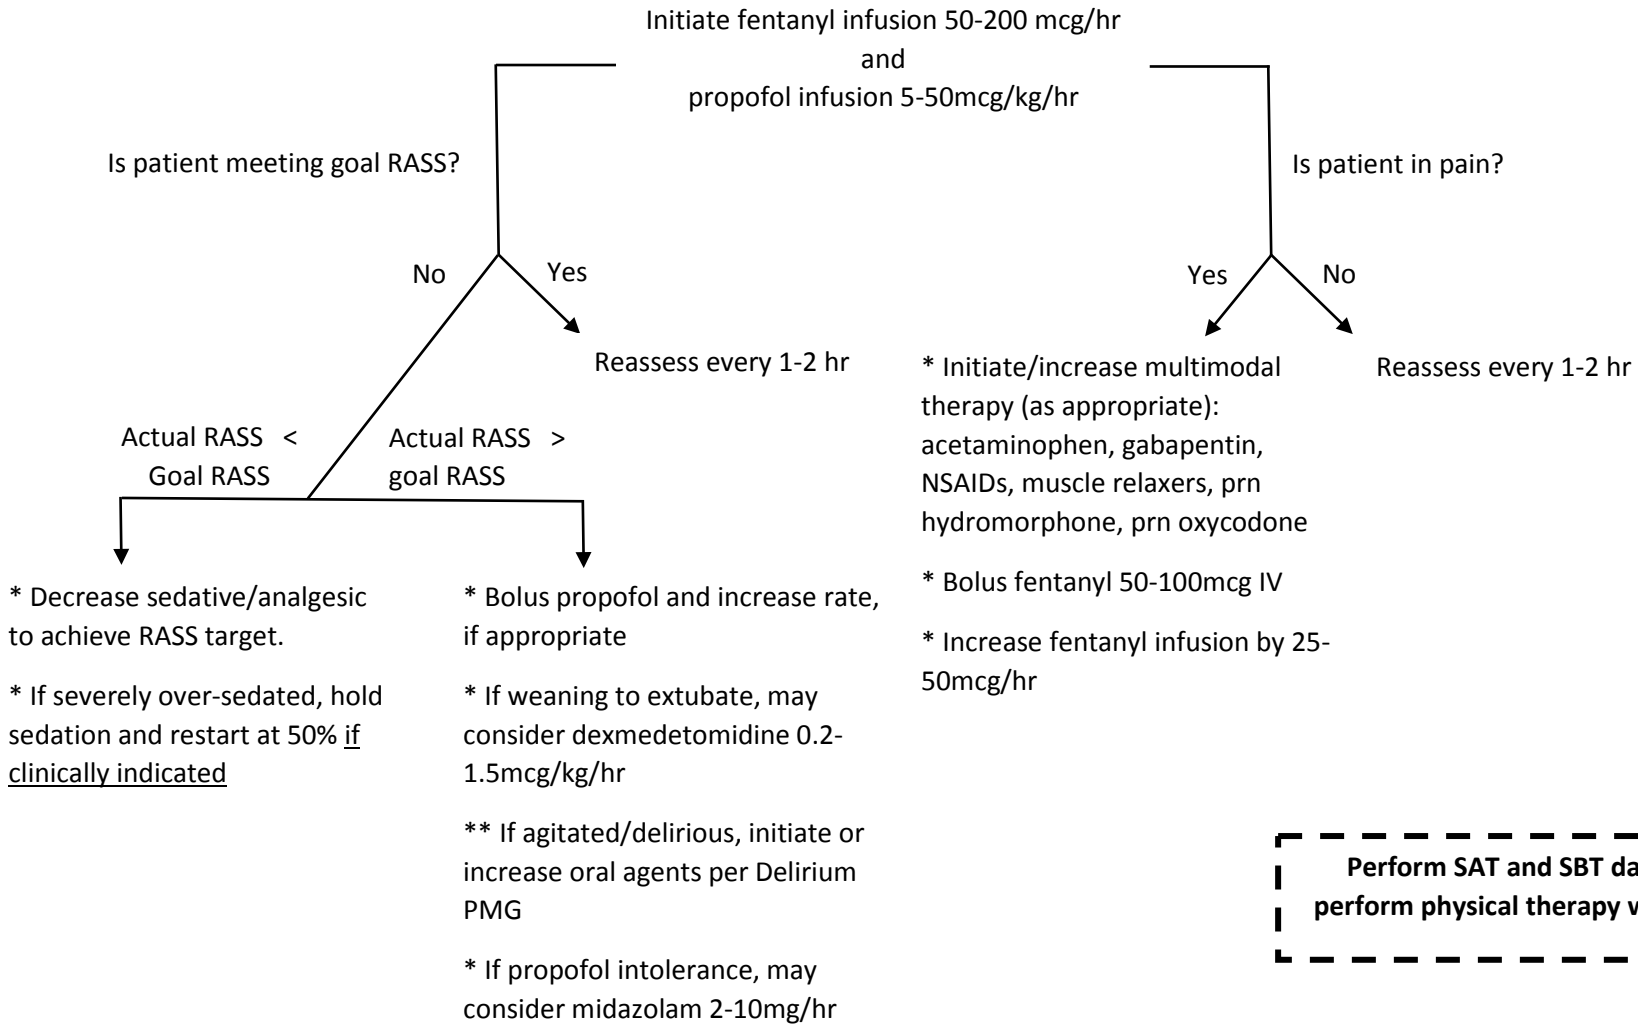 Initiate fentanyl infusion 50-200 mcg/hr
and
propofol infusion 5-50mcg/kg/hr
Is patient meeting goal RASS?
No
Yes
Reassess every 1-2 hr
Actual RASS <
Goal RASS
Actual RASS >
goal RASS
* Decrease sedative/analgesic
to achieve RASS target.
* If severely over-sedated, hold
sedation and restart at 50% if
clinically indicated
* Bolus propofol and increase rate,
if appropriate
* If weaning to extubate, may
consider dexmedetomidine 0.2-
1.5mcg/kg/hr
** If agitated/delirious, initiate or
increase oral agents per Delirium
PMG
* If propofol intolerance, may
consider midazolam 2-10mg/hr
Is patient in pain?
Yes
No
* Initiate/increase multimodal
therapy (as appropriate):
acetaminophen, gabapentin,
NSAIDs, muscle relaxers, prn
hydromorphone, prn oxycodone
* Bolus fentanyl 50-100mcg IV
* Increase fentanyl infusion by 25-
50mcg/hr
Reassess every 1-2 hr
Perform SAT and SBT
perform physical therapy